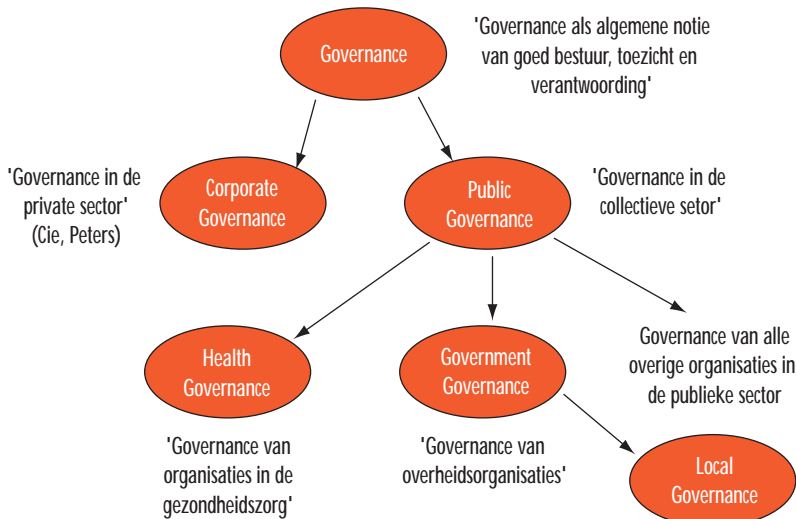 Governance
'Governance als algemene notie
van goed bestuur, toezicht en
verantwoording'
'Governance in de
private sector'
(Cie, Peters)
Corporate
Governance
Public
Governance
'Governance in de
collectieve setor'
Health
Governance
Government
Governance
Governance van alle
overige organisaties in
de publieke sector
'Governance van
organisaties in de
gezondheidszorg'
'Governance van
overheidsorganisaties'
Local
Governance